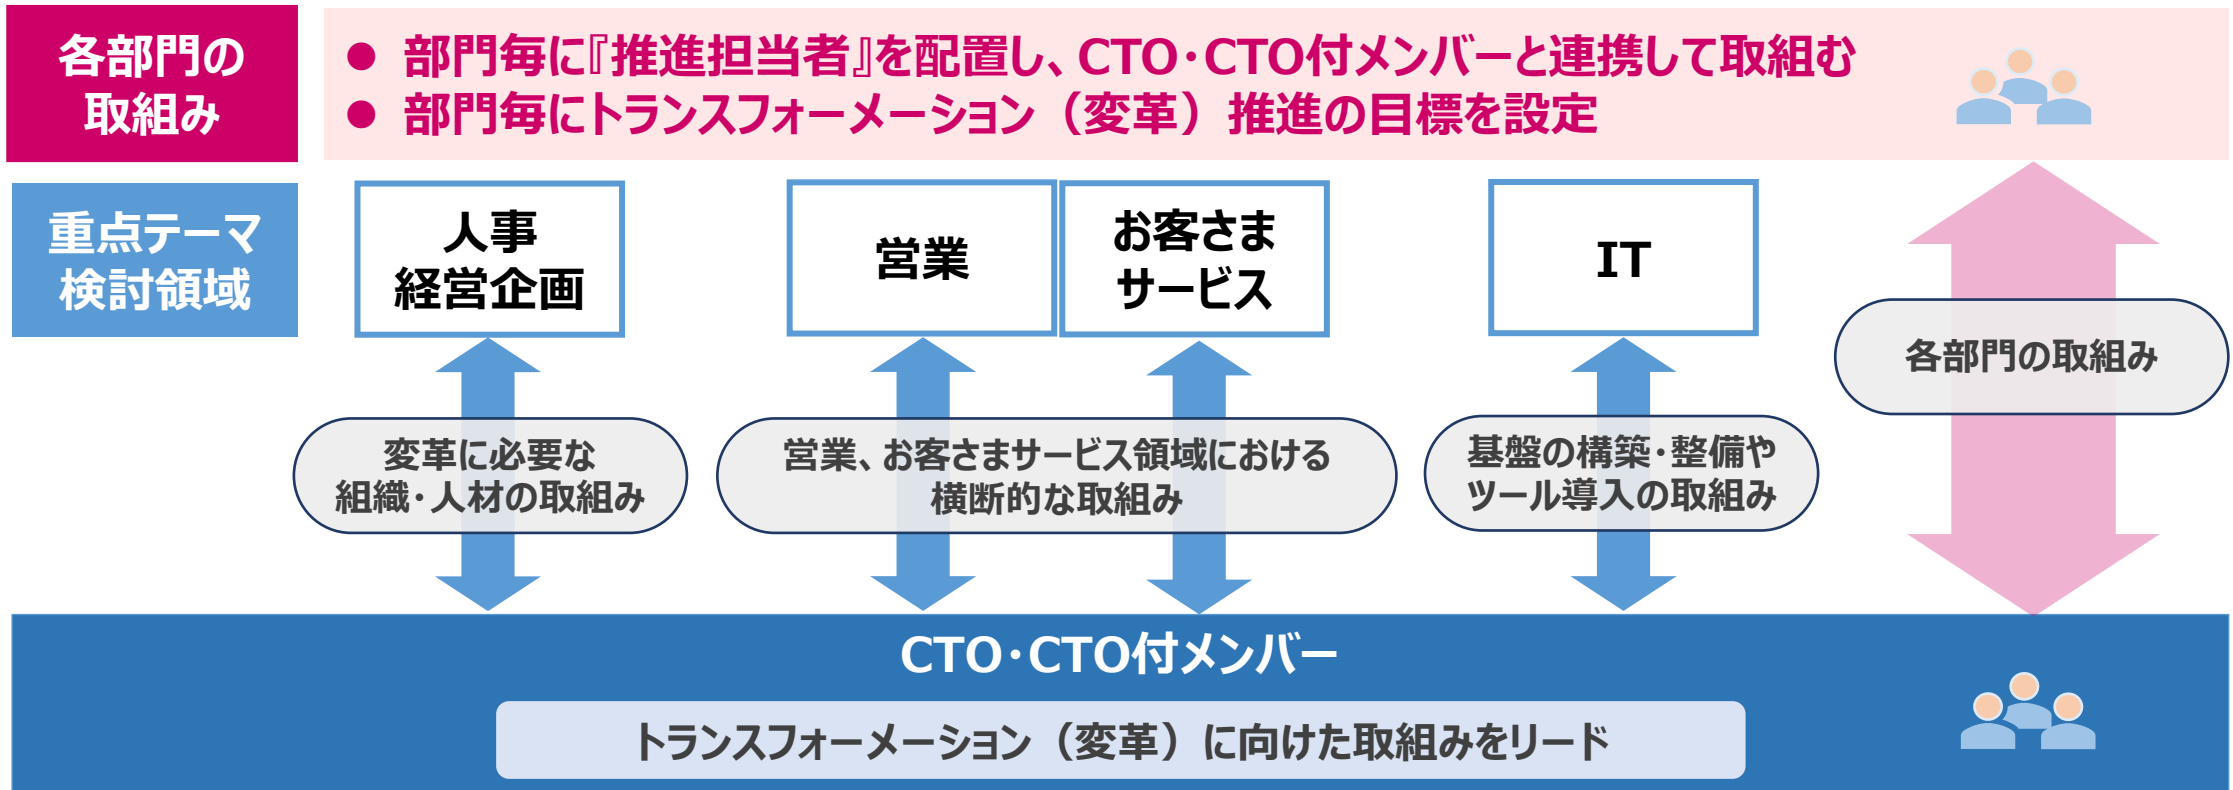 各部門の
取組み
● 部門毎に『推進担当者』を配置し、CTO・CTO付メンバーと連携して取組む
● 部門毎にトランスフォーメーション（変革）推進の目標を設定
重点テーマ
検討領域
人事
経営企画
営業
お客さま
サービス
IT
変革に必要な
組織・人材の取組み
営業、お客さまサービス領域における
横断的な取組み
基盤の構築・整備や
ツール導入の取組み
各部門の取組み
CTO・CTO付メンバー
トランスフォーメーション（変革）に向けた取組みをリード